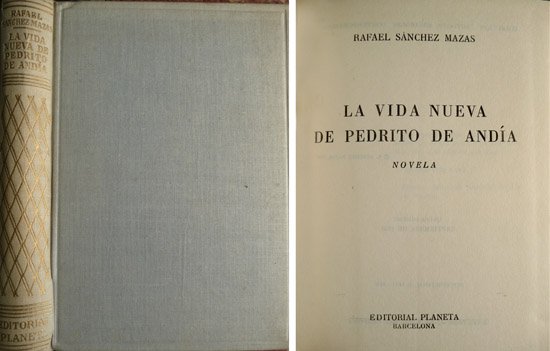 RAFAEL
SÁNCHEZ MAZAS
LA VIDA
NUEVA DE
PEDRITO
DE ANDÍA
EDITORIAL
PLANETA
RAFAEL SÁNCHEZ MAZAS
LA VIDA NUEVA
DE PEDRITO DE ANDÍA
NOVELA
EDITORIAL PLANETA
BARCELONA